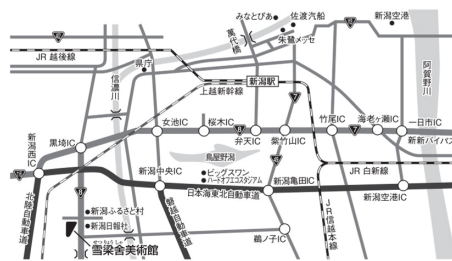 みなとぴあ
佐渡汽船
新潟空港
萬代橋
朱鷺メッセ
JR 越後線
県庁
信濃川
新潟駅
上越新幹線
阿賀野川
7
女池IC
桜木IC
8
弁天IC
紫竹山IC
竹尾IC
7
海老ヶ瀬IC
一日市IC
新新バイパス
黒埼IC
新潟西IC
鳥屋野潟
JR 白新線
新潟中央IC
ビッグスワン
ハードオフエコスタジアム
新潟亀田IC
日本海東北自動車道
新潟空港IC
北陸自動車道
8
磐越自動車道
JR信越本線
新潟ふるさと村
新潟日報社
鵜ノ子IC
せつりょうしゃ
雪梁舎美術館